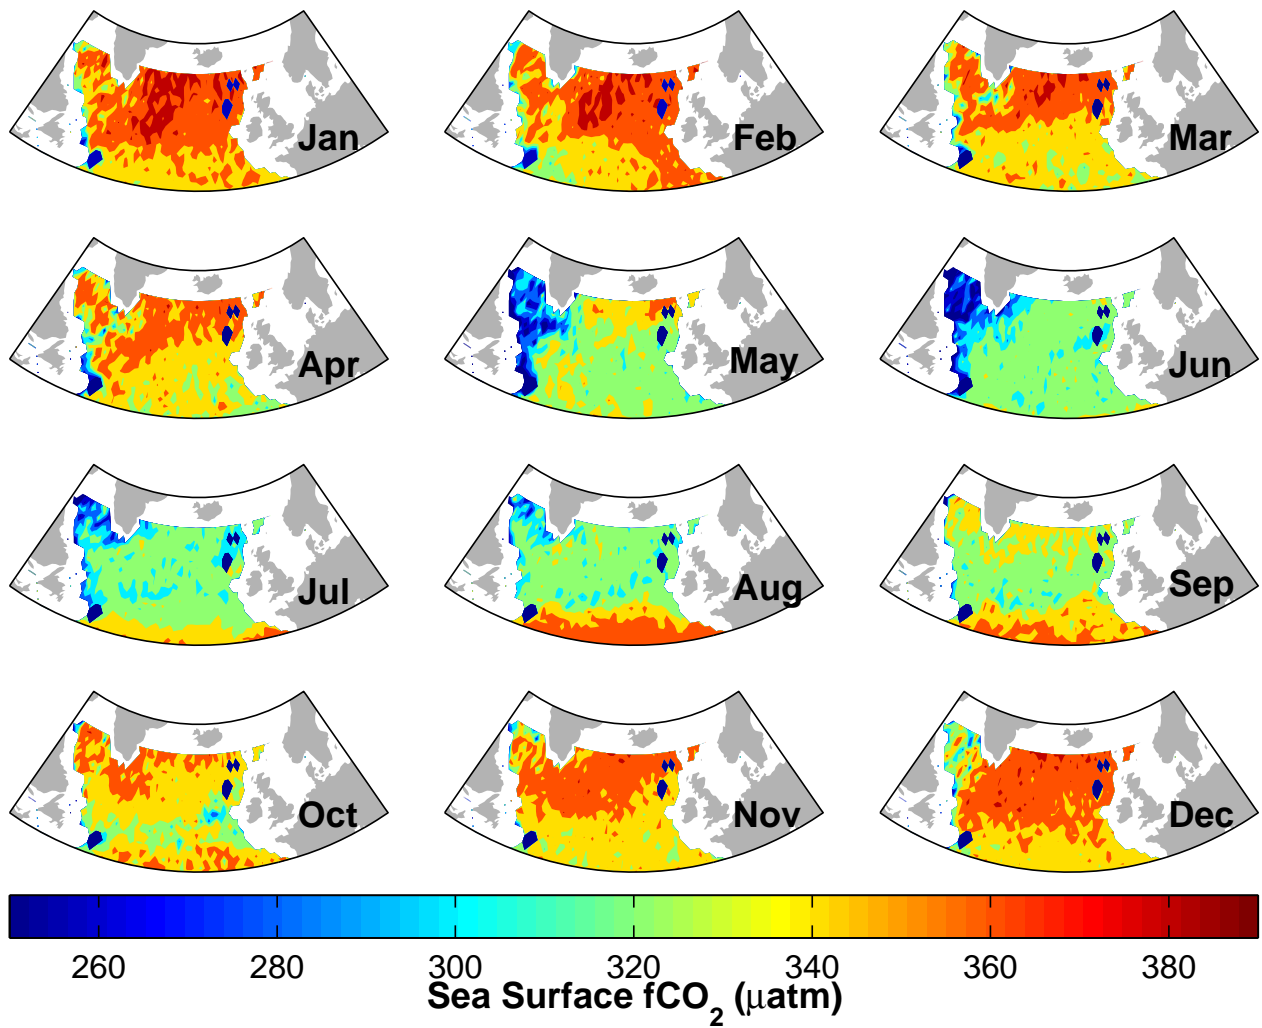 Jan Feb Mar
Apr May Jun
Jul Aug Sep
Oct Nov Dec
260 280 300 320 340 360 380
Sea Surface fCO₂ (μatm)